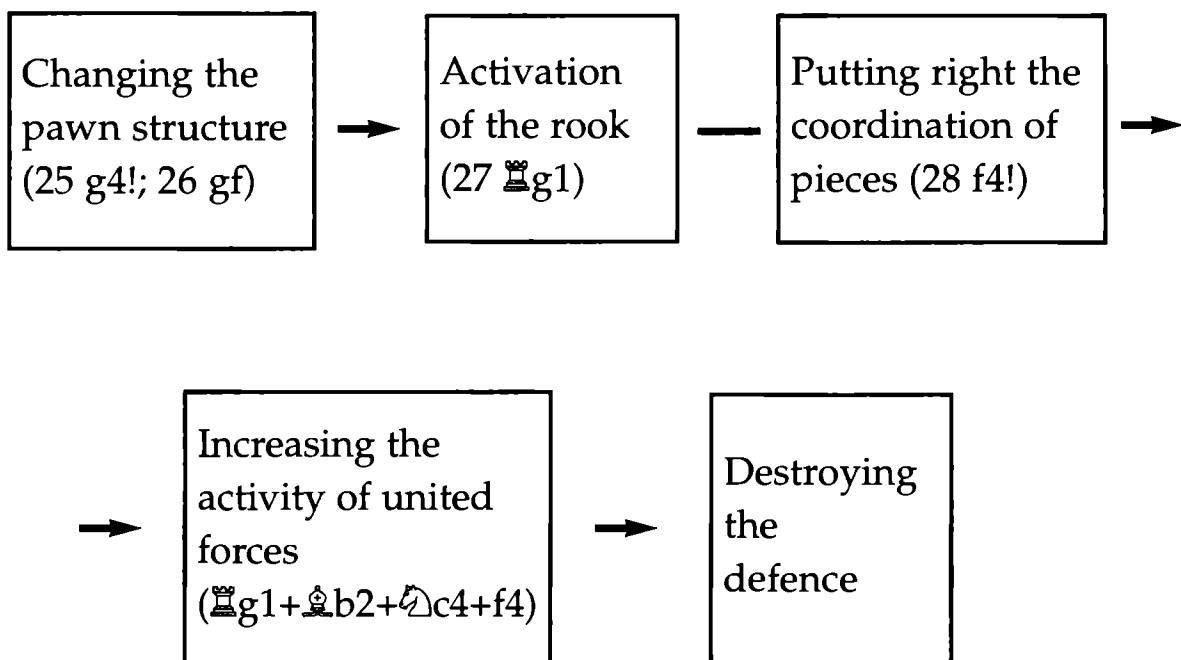 Changing the
pawn structure
(25 g4!; 26 gf)
Activation
of the rook
(27 ♖g1)
Putting right the
coordination of
pieces (28 f4!)
Increasing the
activity of united
forces
(♖g1+♗b2+♘c4+f4)
Destroying
the
defence